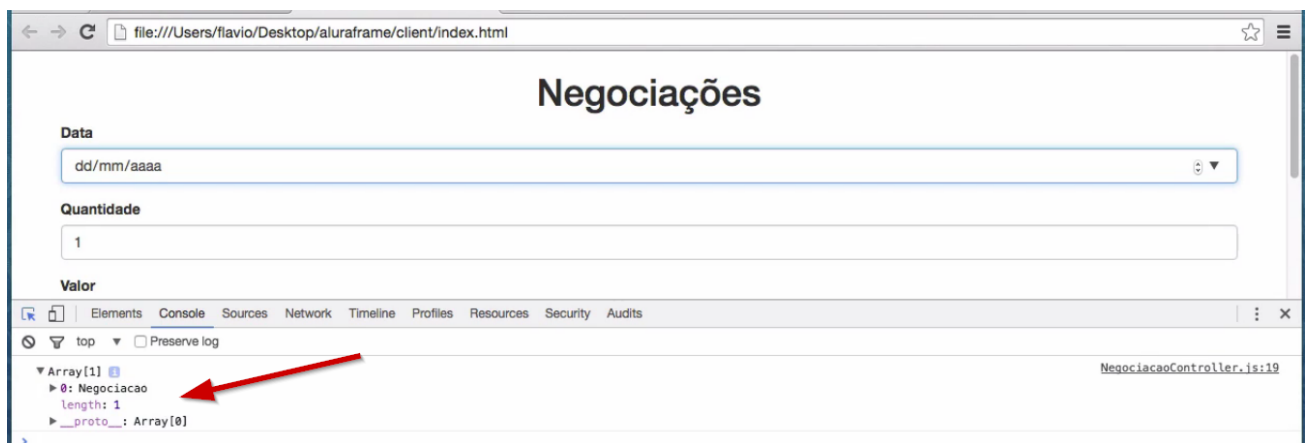 file:///Users/flavio/Desktop/aluraframe/client/index.html
Negociações
Data
dd/mm/aaaa
Quantidade
1
Valor
Elements Console Sources Network Timeline Profiles Resources Security Audits
top Preserve log
Array[1] NegociacaoController.js:19
0: Negociacao
length: 1
__proto__: Array[0]